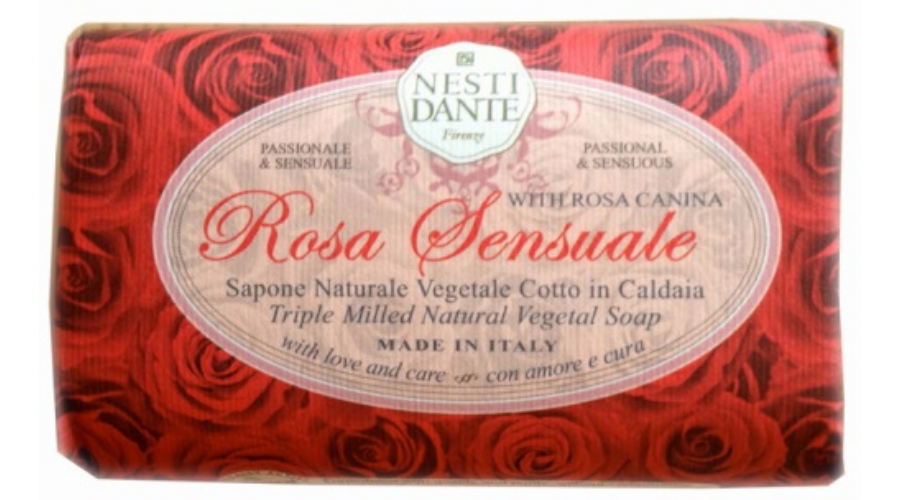 NESTI
DANTE
Firenze
PASSIONALE
& SENSUALE
PASSIONAL
& SENSUOUS
WITH ROSA CANINA
Rosa Sensuale
Sapone Naturale Vegetale Cotto in Caldaia
Triple Milled Natural Vegetal Soap
MADE IN ITALY
with love and care con amore e cura